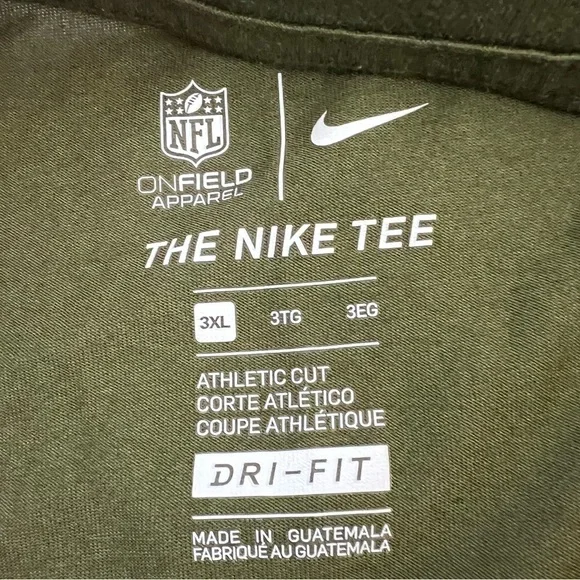 NFL
ONFIELD
APPAREL
THE NIKE TEE
3XL 3TG 3EG
ATHLETIC CUT
CORTE ATLÉTICO
COUPE ATHLÉTIQUE
DRI-FIT
MADE IN GUATEMALA
FABRIQUÉ AU GUATEMALA